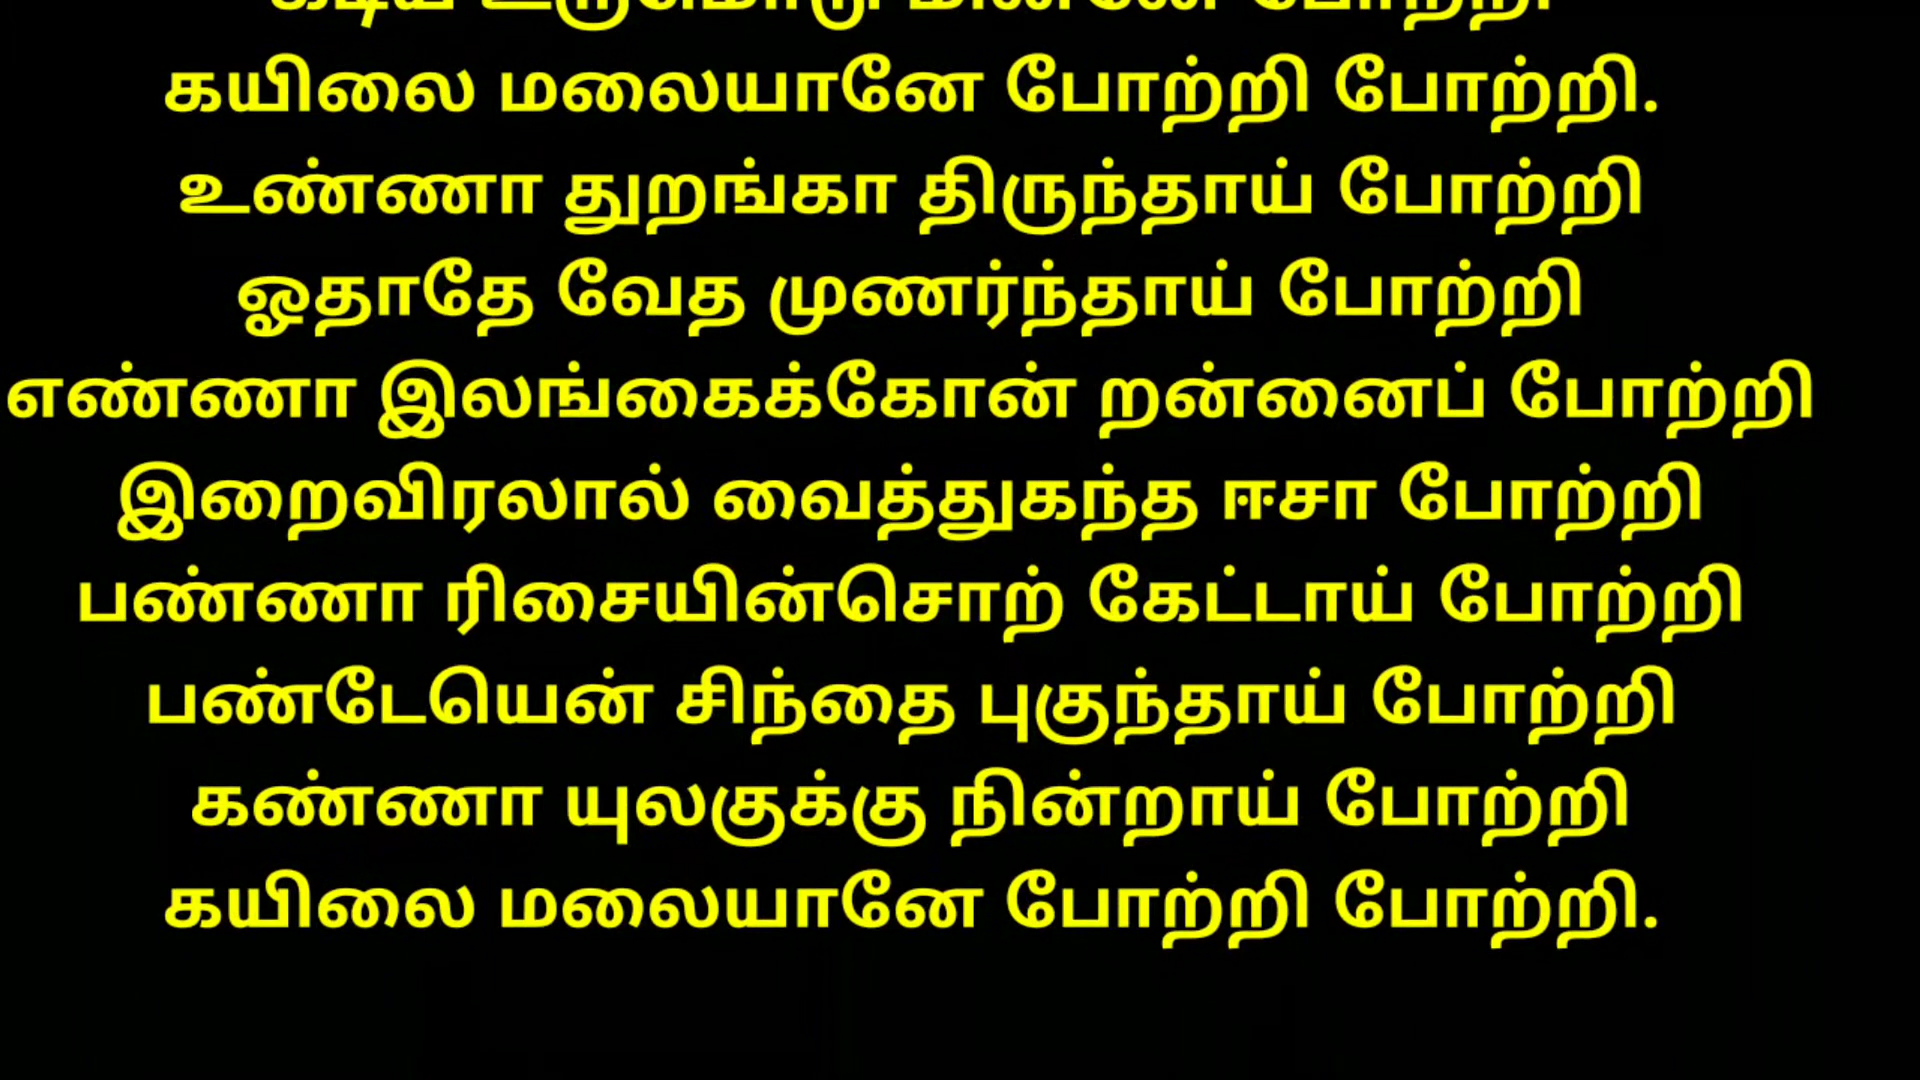 போற்றி
கயிலை மலையானே போற்றி போற்றி.
உண்ணா துறங்கா திருந்தாய் போற்றி
ஓதாதே வேத முணர்ந்தாய் போற்றி
எண்ணா இலங்கைக்கோன் றன்னைப் போற்றி
இறைவிரலால் வைத்துகந்த ஈசா போற்றி
பண்ணா ரிசையின்சொற் கேட்டாய் போற்றி
பண்டேயென் சிந்தை புகுந்தாய் போற்றி
கண்ணா யுலகுக்கு நின்றாய் போற்றி
கயிலை மலையானே போற்றி போற்றி.